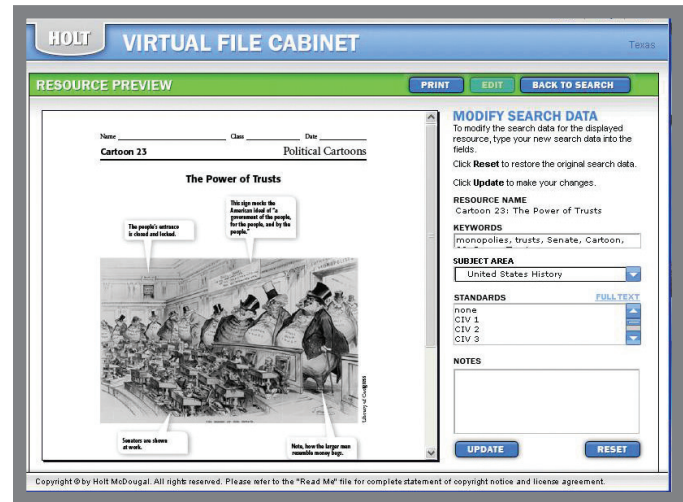 HOLT
VIRTUAL FILE CABINET
Texas
RESOURCE PREVIEW
PRINT
EDIT
BACK TO SEARCH
Name
Class
Date
Cartoon 23
Political Cartoons
The Power of Trusts
The people's entrance
is closed and locked.
This sign mocks the
American ideal of "a
government of the people,
for the people, and by the
people."
Senators are shown
at work.
Note, how the larger men
resemble money bags.
Library of Congress
MODIFY SEARCH DATA
To modify the search data for the displayed
resource, type your new search data into the
fields.
Click Reset to restore the original search data.
Click Update to make your changes.
RESOURCE NAME
Cartoon 23: The Power of Trusts
KEYWORDS
monopolies, trusts, Senate, Cartoon,
SUBJECT AREA
United States History
STANDARDS
FULL TEXT
none
CIV 1
CIV 2
CIV 3
NOTES
UPDATE
RESET
Copyright © by Holt McDougal. All rights reserved. Please refer to the "Read Me" file for complete statement of copyright notice and license agreement.